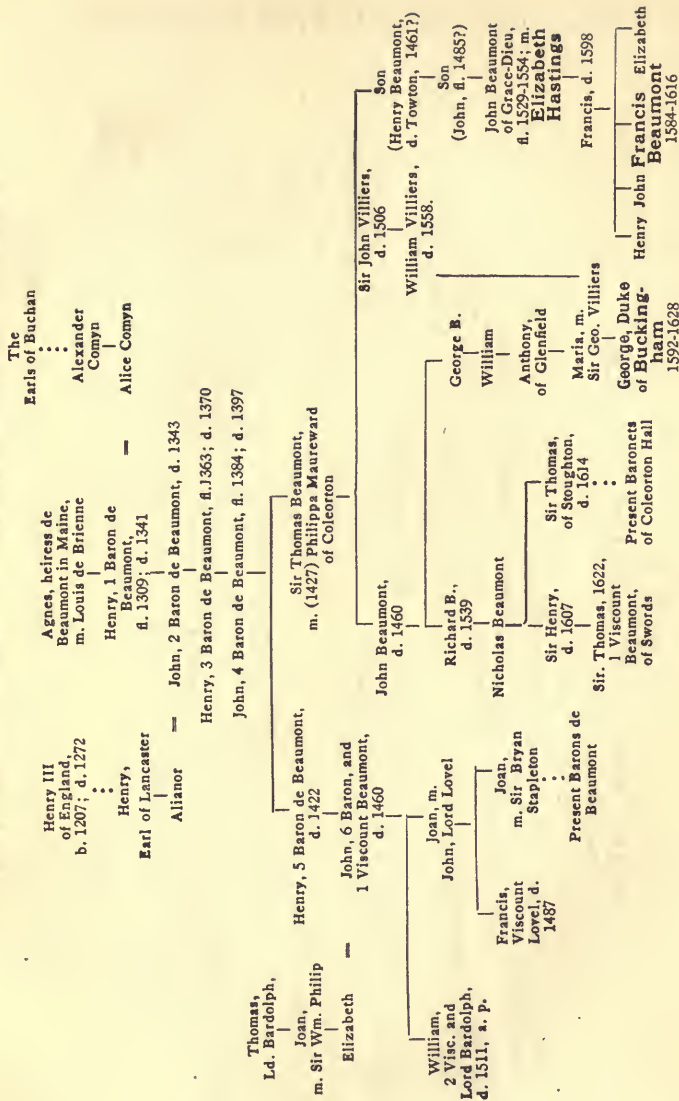 Henry III
of England,
b. 1207; d. 1272
Henry,
Earl of Lancaster
Alianor
=
Agnes, heiress de
Beaumont in Maine,
m. Louis de Brienne
Henry, 1 Baron de
Beaumont,
fl. 1309; d. 1341
=
The
Earls of Buchan
Alexander
Comyn
Alice Comyn
= John, 2 Baron de Beaumont, d. 1343
Henry, 3 Baron de Beaumont, fl.1363; d. 1370
John, 4 Baron de Beaumont, fl. 1384; d. 1397
Thomas,
Ld. Bardolph,
Joan,
m. Sir Wm. Philip
Elizabeth
=
Henry, 5 Baron de Beaumont,
d. 1422
John, 6 Baron, and
1 Viscount Beaumont,
d. 1460
William,
2 Visc. and
Lord Bardolph,
d. 1511, a. p.
Joan, m.
John, Lord Lovel
Francis,
Viscount
Lovel, d.
1487
Joan,
m. Sir Bryan
Stapleton
Present Barons de
Beaumont
Sir Thomas Beaumont,
m. (1427) Philippa Maureward
of Coleorton
John Beaumont,
d. 1460
Richard B.,
d. 1539
Nicholas Beaumont
Sir Henry,
d. 1607
Sir. Thomas, 1622,
1 Viscount
Beaumont,
of Swords
Sir Thomas,
of Stoughton,
d. 1614
Present Baronets
of Coleorton Hall
George B.
William
Anthony,
of Glenfield
Maria, m.
Sir Geo. Villiers
George, Duke
of Bucking-
ham
1592-1628
Sir John Villiers,
d. 1506
William Villiers,
d. 1558.
Son
(Henry Beaumont,
d. Towton, 1461?)
Son
(John, fl. 1485?)
John Beaumont
of Grace-Dieu,
fl. 1529-1554; m.
Elizabeth
Hastings
Francis, d. 1598
Henry John Francis Elizabeth
Beaumont
1584-1616